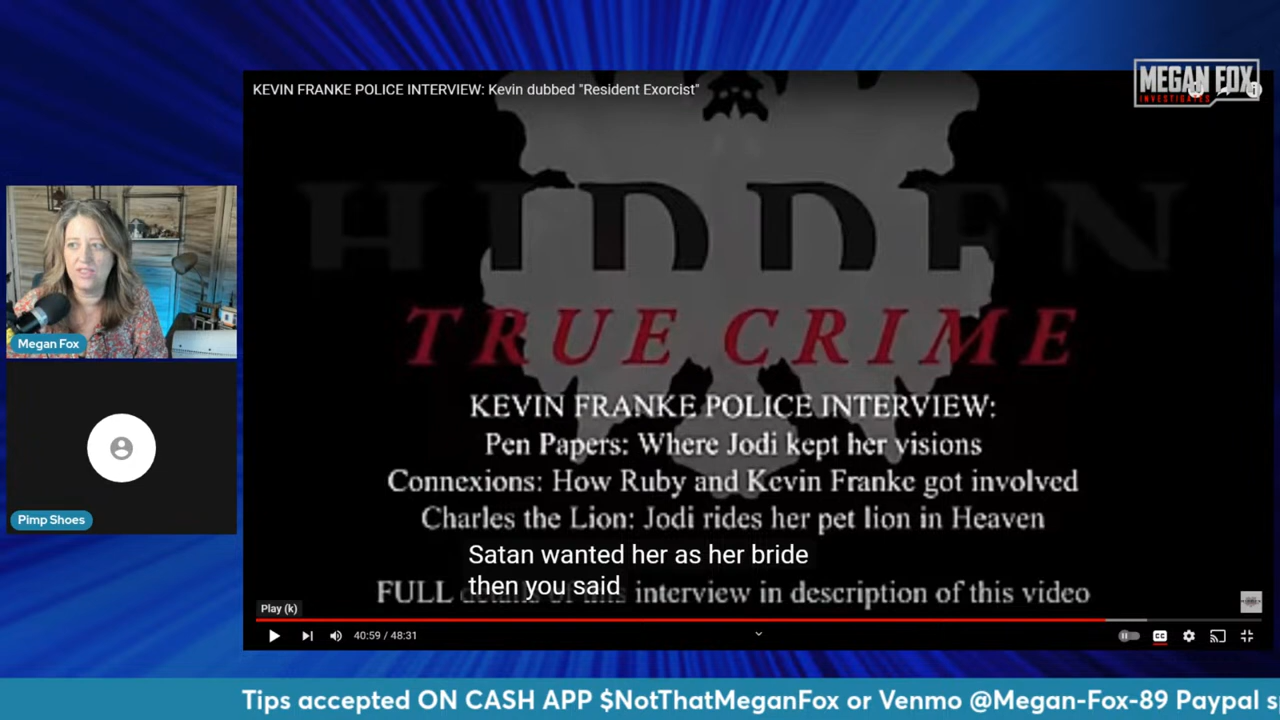 KEVIN FRANKE POLICE INTERVIEW: Kevin dubbed "Resident Exorcist"
MEGAN FOX
INVESTIGATES
HIDDEN
TRUE CRIME
KEVIN FRANKE POLICE INTERVIEW:
Pen Papers: Where Jodi kept her visions
Connexions: How Ruby and Kevin Franke got involved
Charles the Lion: Jodi rides her pet lion in Heaven
Satan wanted her as her bride
then you said
FULL interview in description of this video
Play (k)
40:59 / 48:31
CC
Megan Fox
Pimp Shoes
Tips accepted ON CASH APP $NotThatMeganFox or Venmo @Megan-Fox-89 Paypal s